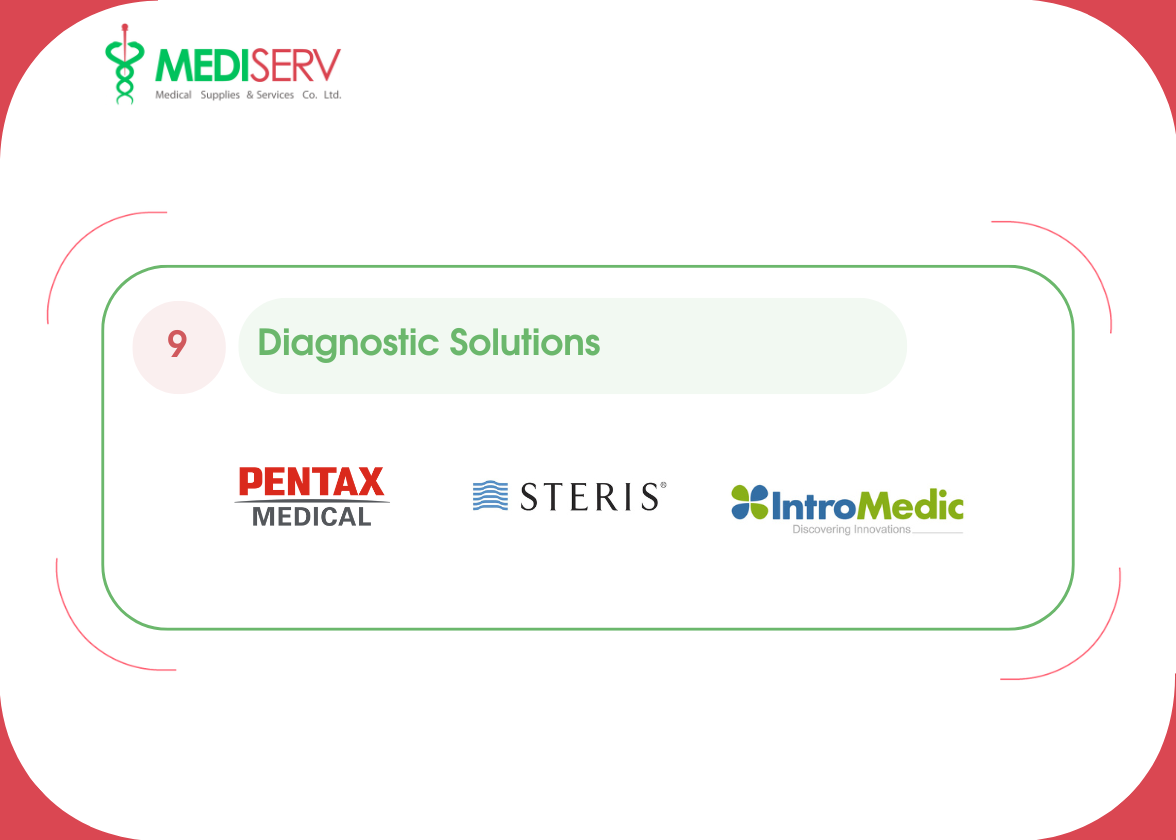 MEDISERV
Medical Supplies & Services Co. Ltd.
9 Diagnostic Solutions
PENTAX
MEDICAL
STERIS®
IntroMedic
Discovering Innovations